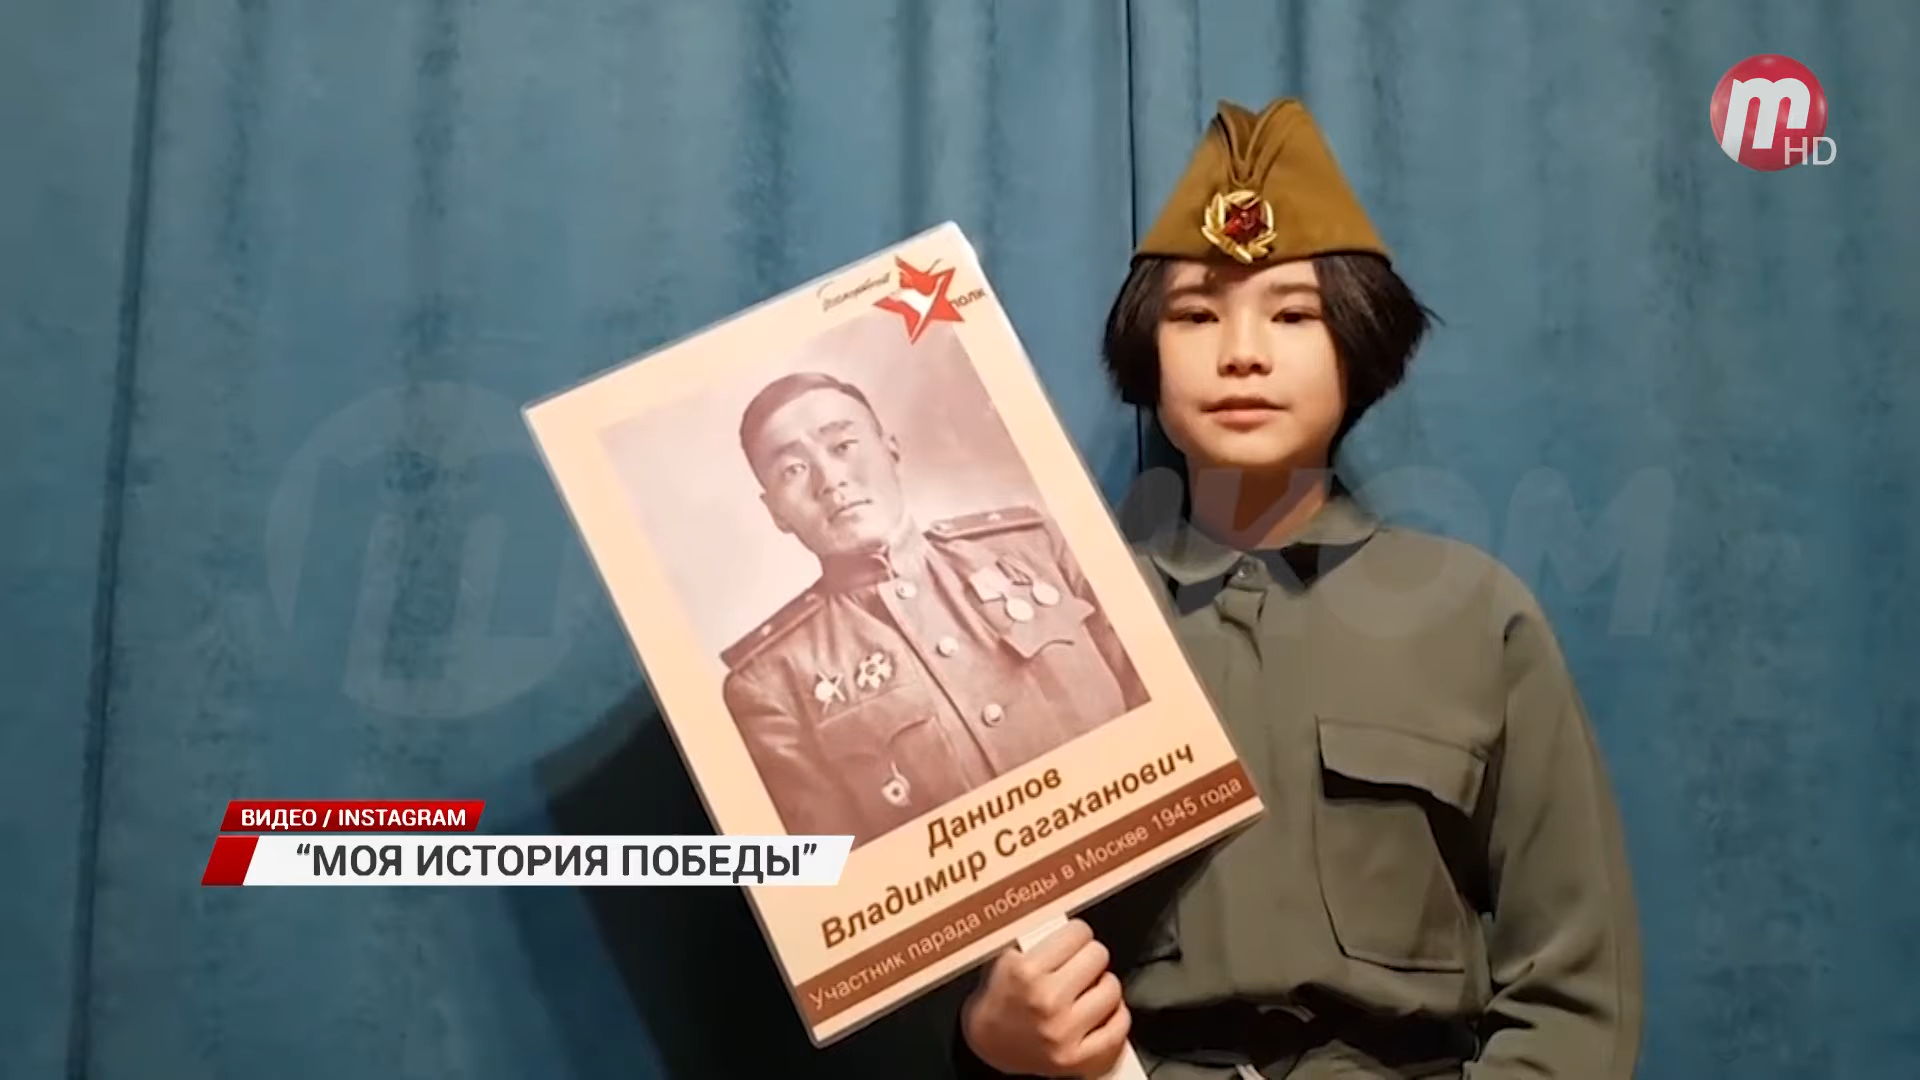 m
HD
Бессмертный полк
ВИДЕО / INSTAGRAM
“МОЯ ИСТОРИЯ ПОБЕДЫ”
Данилов
Владимир Сагаханович
Участник парада победы в Москве 1945 года